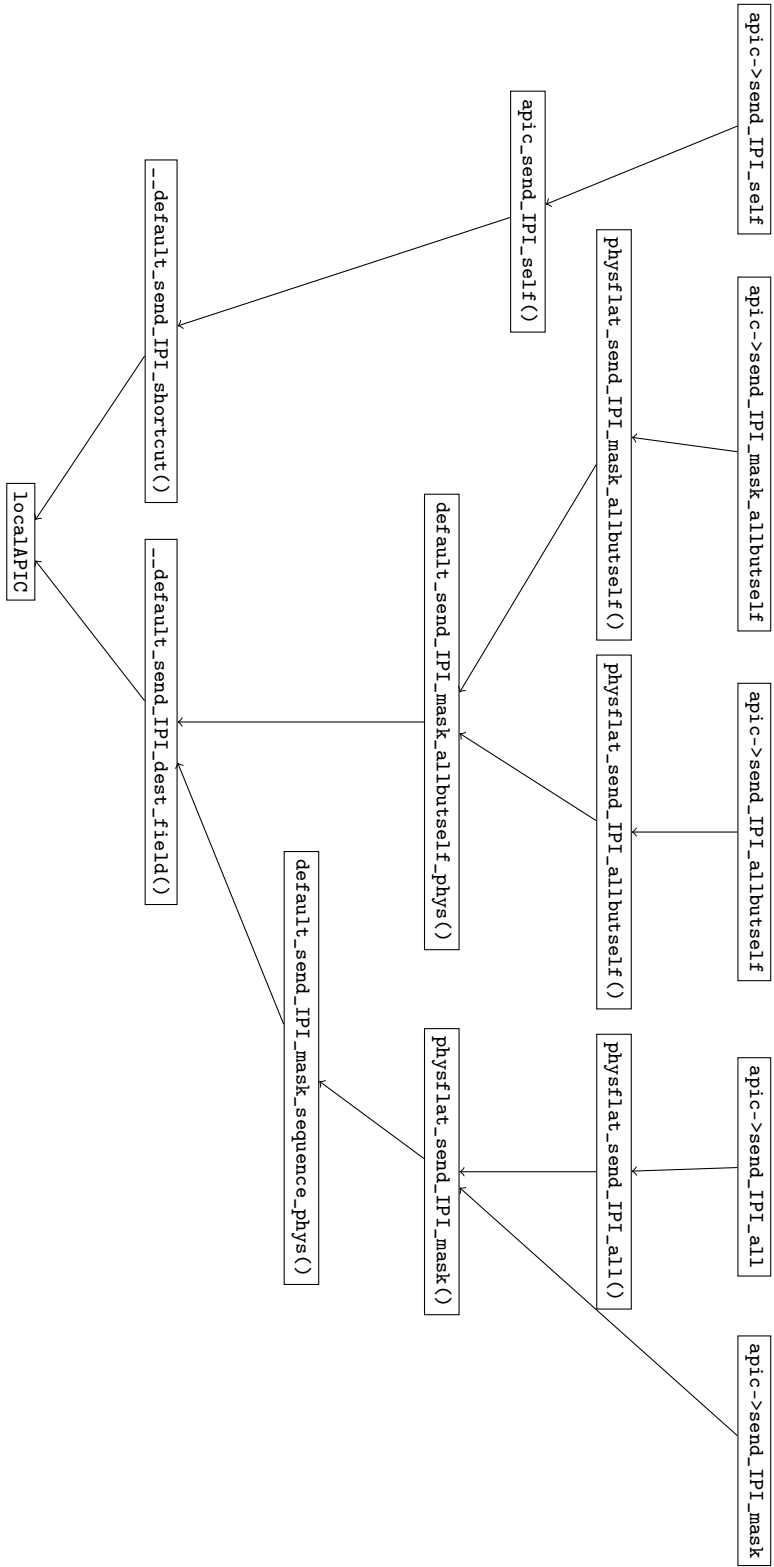 apic->send_IPI_self
apic->send_IPI_mask_allbutself
apic->send_IPI_allbutself
apic->send_IPI_all
apic->send_IPI_mask
physflat_send_IPI_mask_allbutself()
physflat_send_IPI_allbutself()
physflat_send_IPI_all()
apic_send_IPI_self()
default_send_IPI_mask_allbutself_phys()
physflat_send_IPI_mask()
default_send_IPI_mask_sequence_phys()
__default_send_IPI_shortcut()
__default_send_IPI_dest_field()
localAPIC